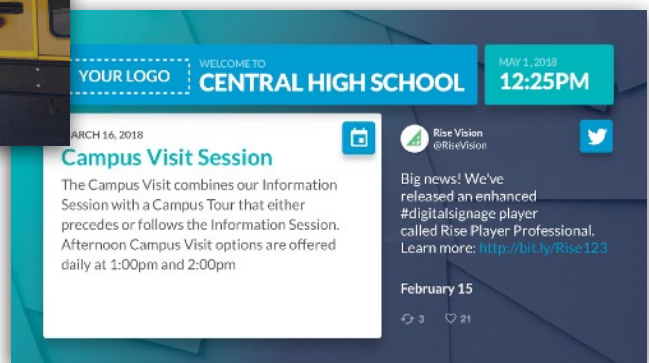 YOUR LOGO
WELCOME TO
CENTRAL HIGH SCHOOL
MAY 1, 2018
12:25PM
ARCH 16, 2018
Campus Visit Session
The Campus Visit combines our Information
Session with a Campus Tour that either
precedes or follows the Information Session.
Afternoon Campus Visit options are offered
daily at 1:00pm and 2:00pm
Rise Vision
@RiseVision
Big news! We've
released an enhanced
#digitalsignage player
called Rise Player Professional.
Learn more: http://bit.ly/Rise123
February 15
3 21